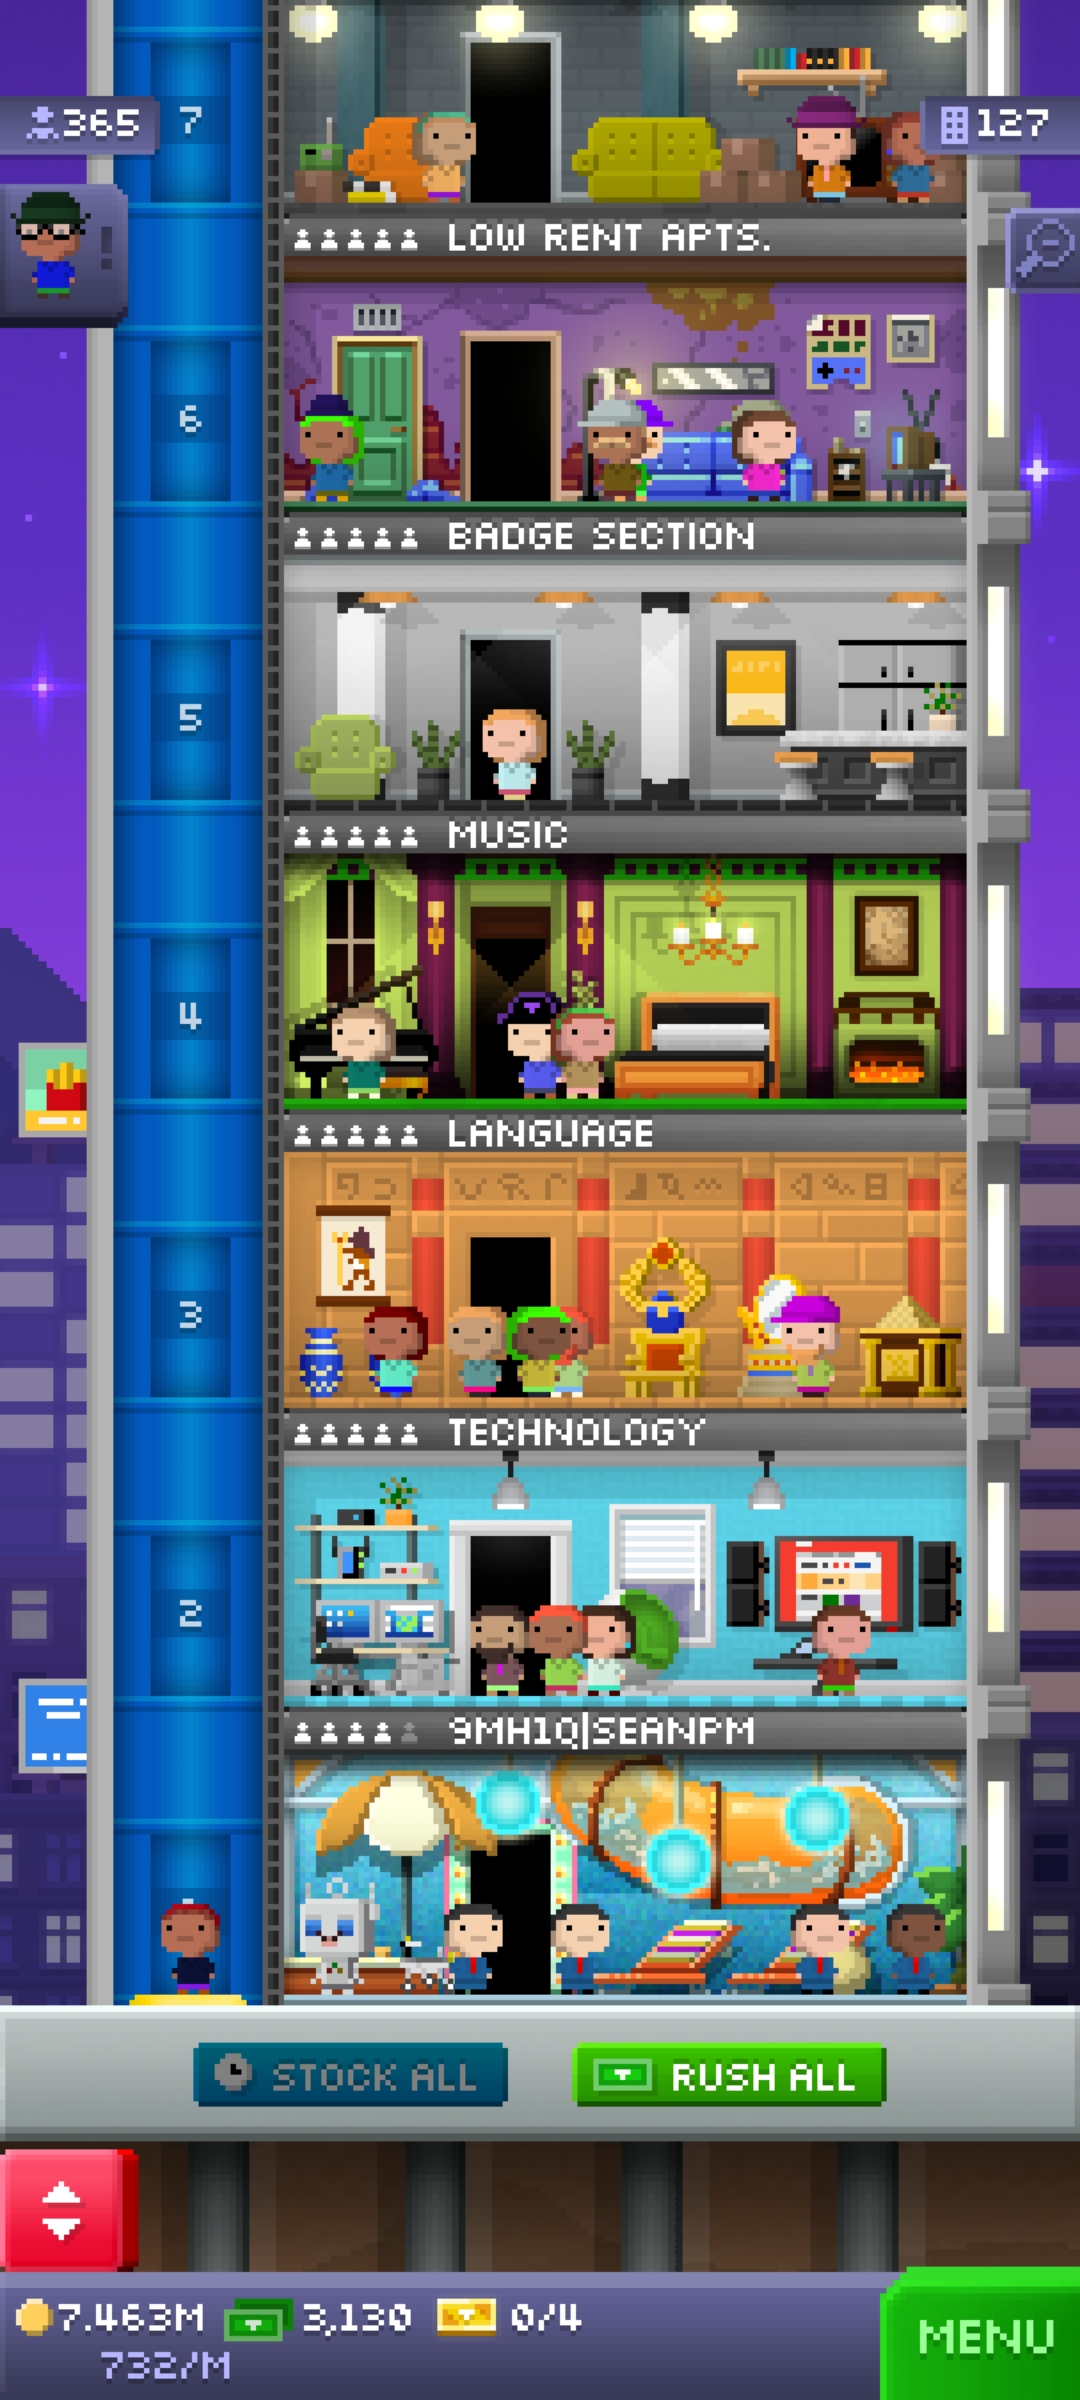 365
7
127
LOW RENT APTS.
6
BADGE SECTION
5
MUSIC
4
LANGUAGE
3
TECHNOLOGY
2
9MH1Q|SEANPM
STOCK ALL
RUSH ALL
7.463M
3,130
0/4
732/M
MENU